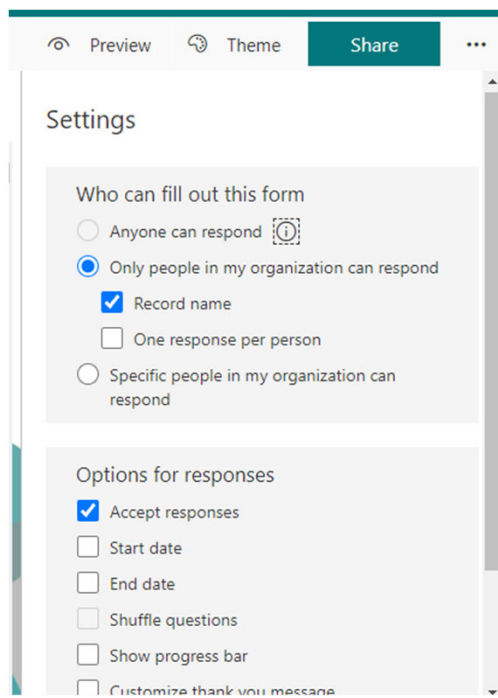 Preview Theme Share ...
Settings
Who can fill out this form
Anyone can respond
Only people in my organization can respond
Record name
One response per person
Specific people in my organization can
respond
Options for responses
Accept responses
Start date
End date
Shuffle questions
Show progress bar
Customize thank you message